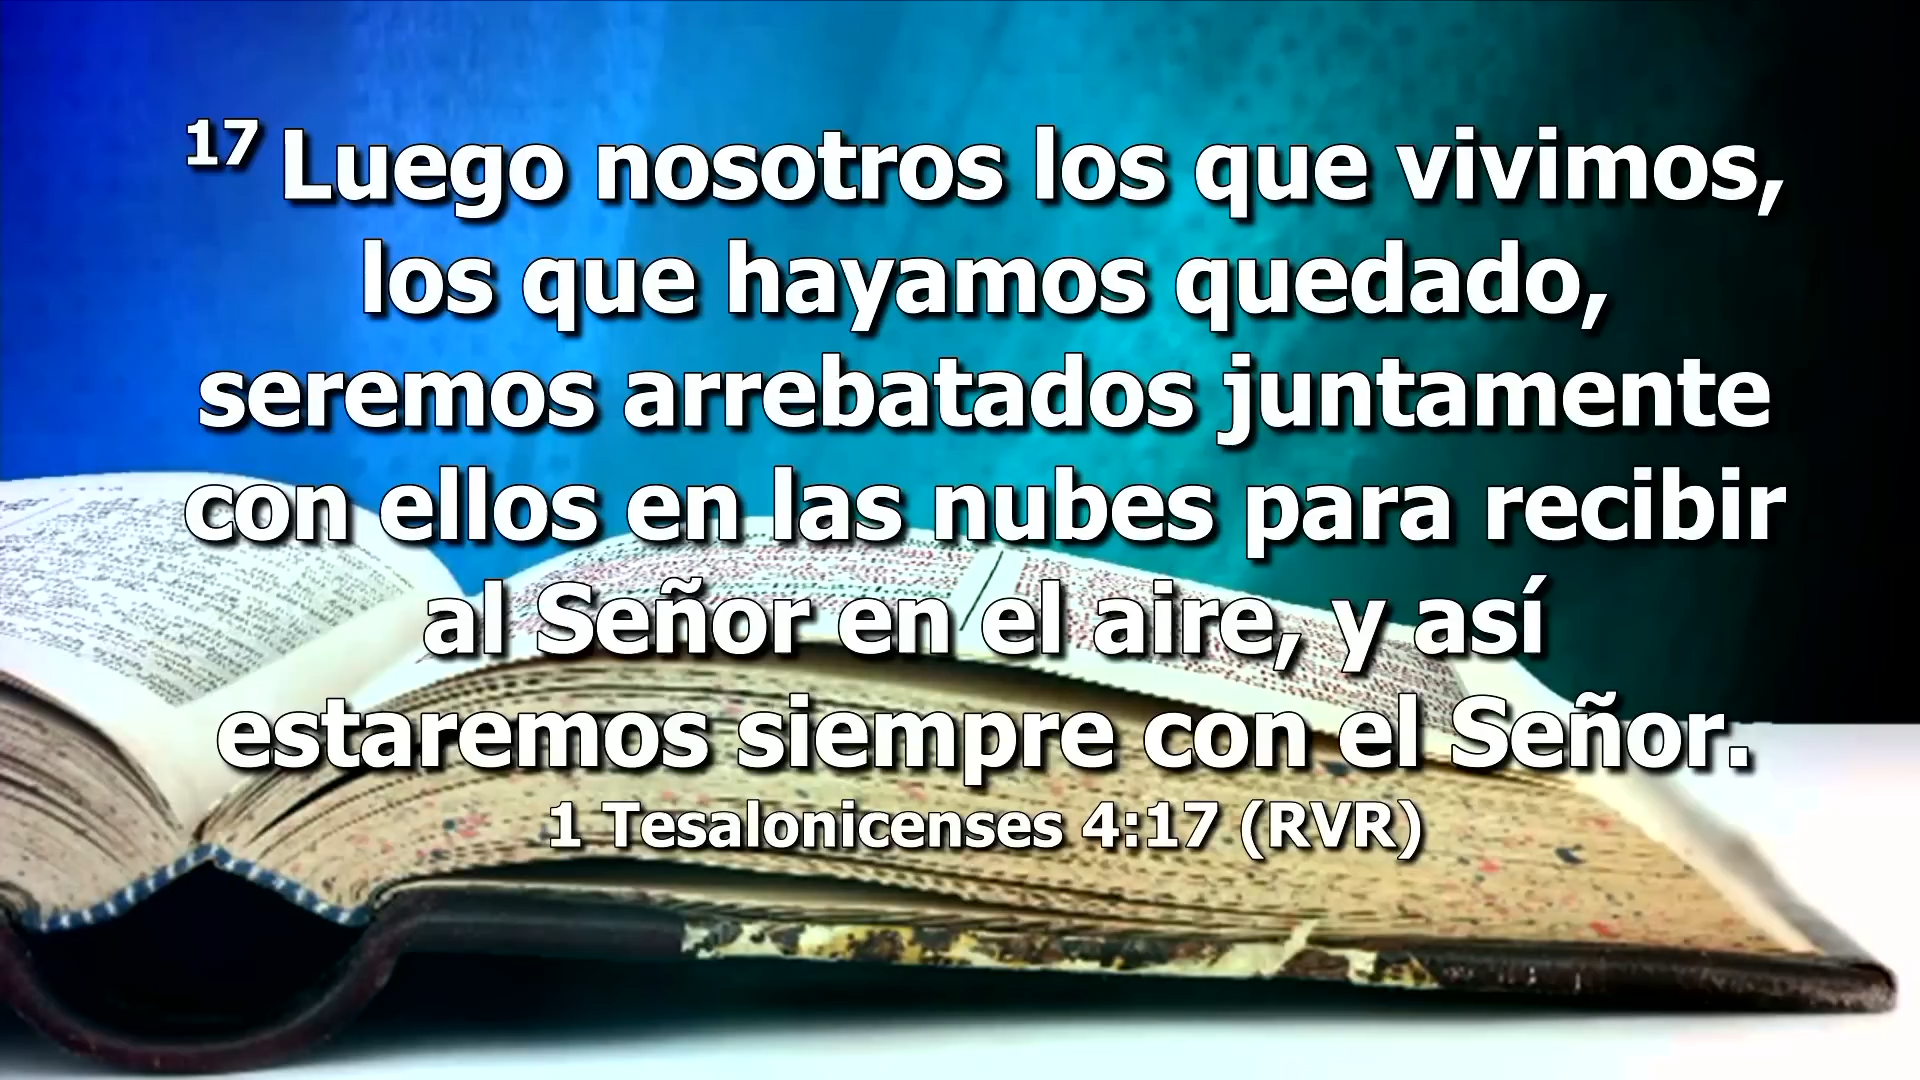 17 Luego nosotros los que vivimos,
los que hayamos quedado,
seremos arrebatados juntamente
con ellos en las nubes para recibir
al Señor en el aire, y así
estaremos siempre con el Señor.
1 Tesalonicenses 4:17 (RVR)